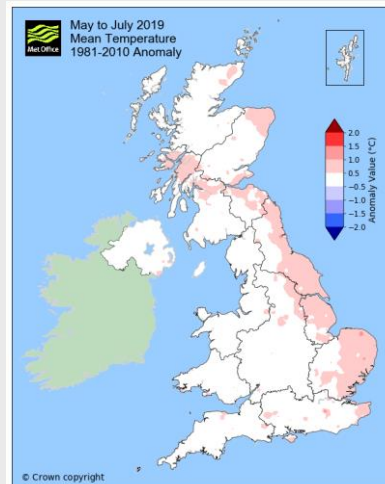 Met Office
May to July 2019
Mean Temperature
1981-2010 Anomaly
2.0
1.5
1.0
0.5
−0.5
−1.0
−1.5
−2.0
Anomaly Value (°C)
© Crown copyright